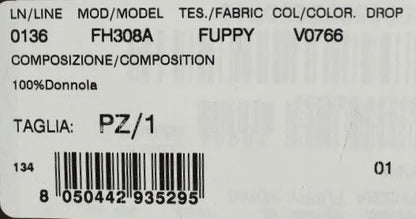 LN/LINE MOD/MODEL TES./FABRIC COL/COLOR. DROP
0136 FH308A FUPPY V0766
COMPOSIZIONE/COMPOSITION
100%Donnola
TAGLIA: PZ/1
134 01
8 050442 935295